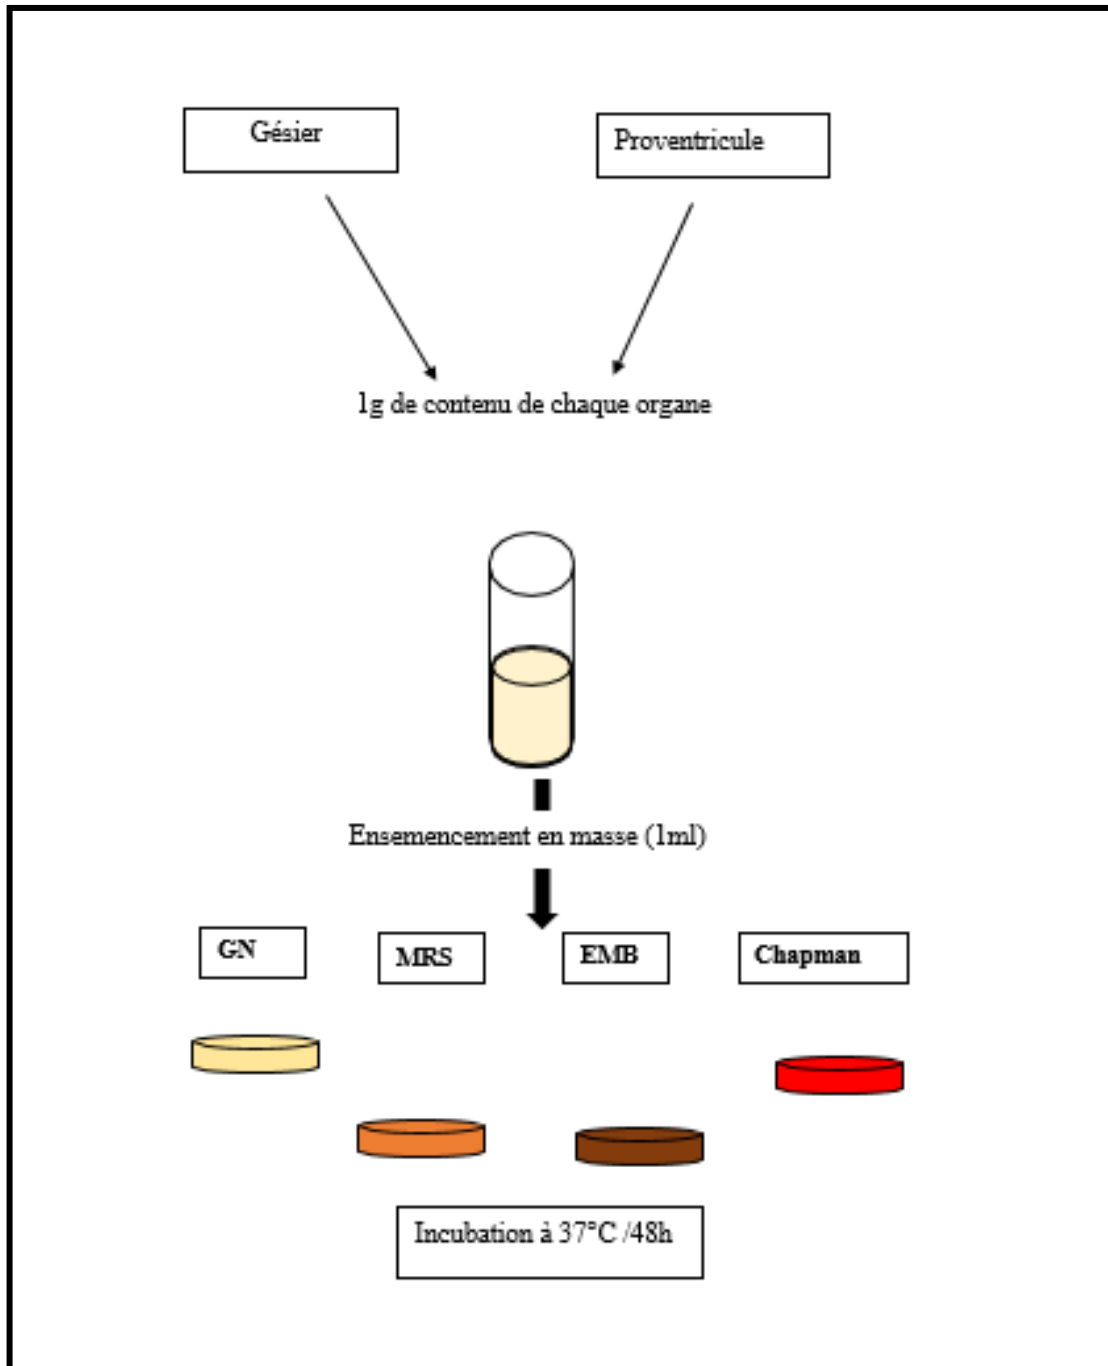 Gésier
Proventricule
1g de contenu de chaque organe
Ensemencement en masse (1ml)
GN
MRS
EMB
Chapman
Incubation à 37°C /48h